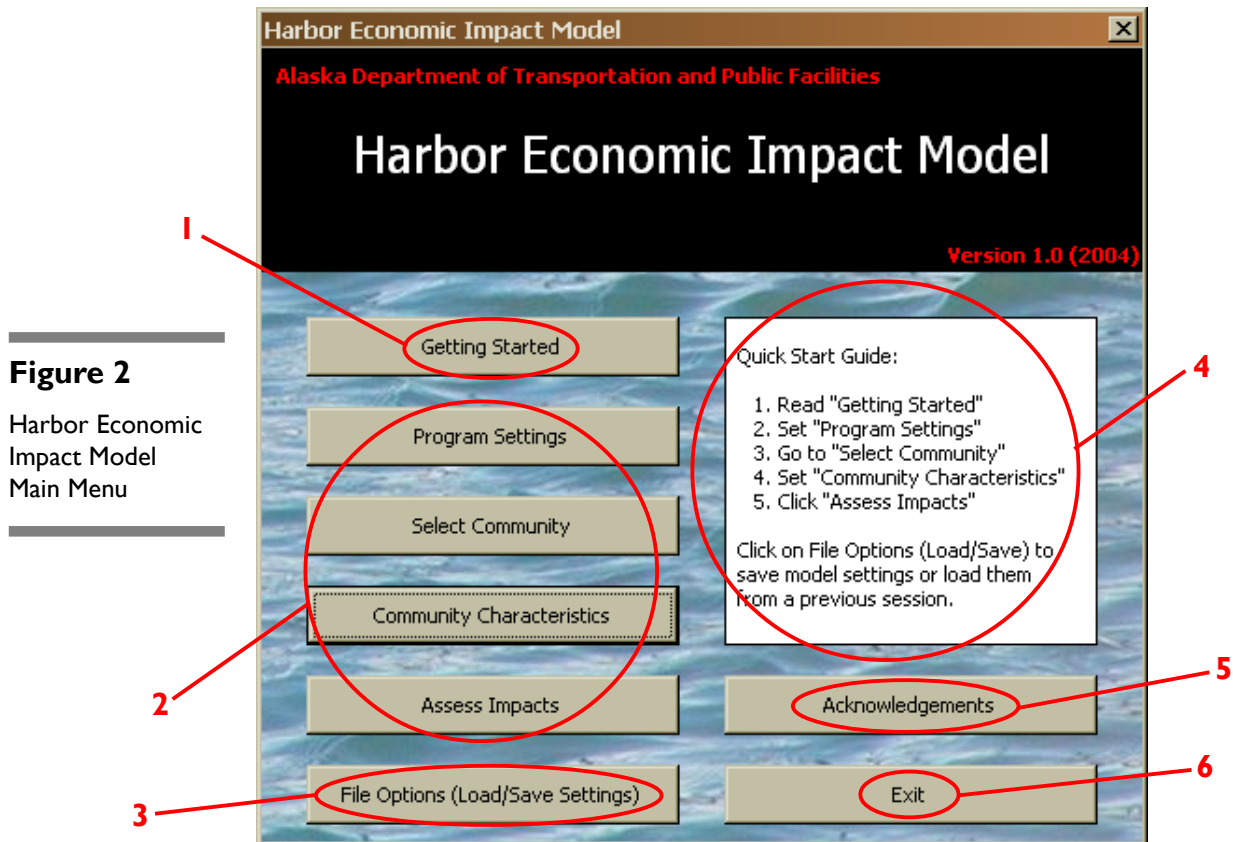 Harbor Economic Impact Model
Alaska Department of Transportation and Public Facilities
Harbor Economic Impact Model
Version 1.0 (2004)
1
Getting Started
Program Settings
Select Community
Community Characteristics
Assess Impacts
File Options (Load/Save Settings)
2
3
Quick Start Guide:
1. Read "Getting Started"
2. Set "Program Settings"
3. Go to "Select Community"
4. Set "Community Characteristics"
5. Click "Assess Impacts"
Click on File Options (Load/Save) to
save model settings or load them
from a previous session.
4
Acknowledgements
5
Exit
6
Figure 2
Harbor Economic
Impact Model
Main Menu